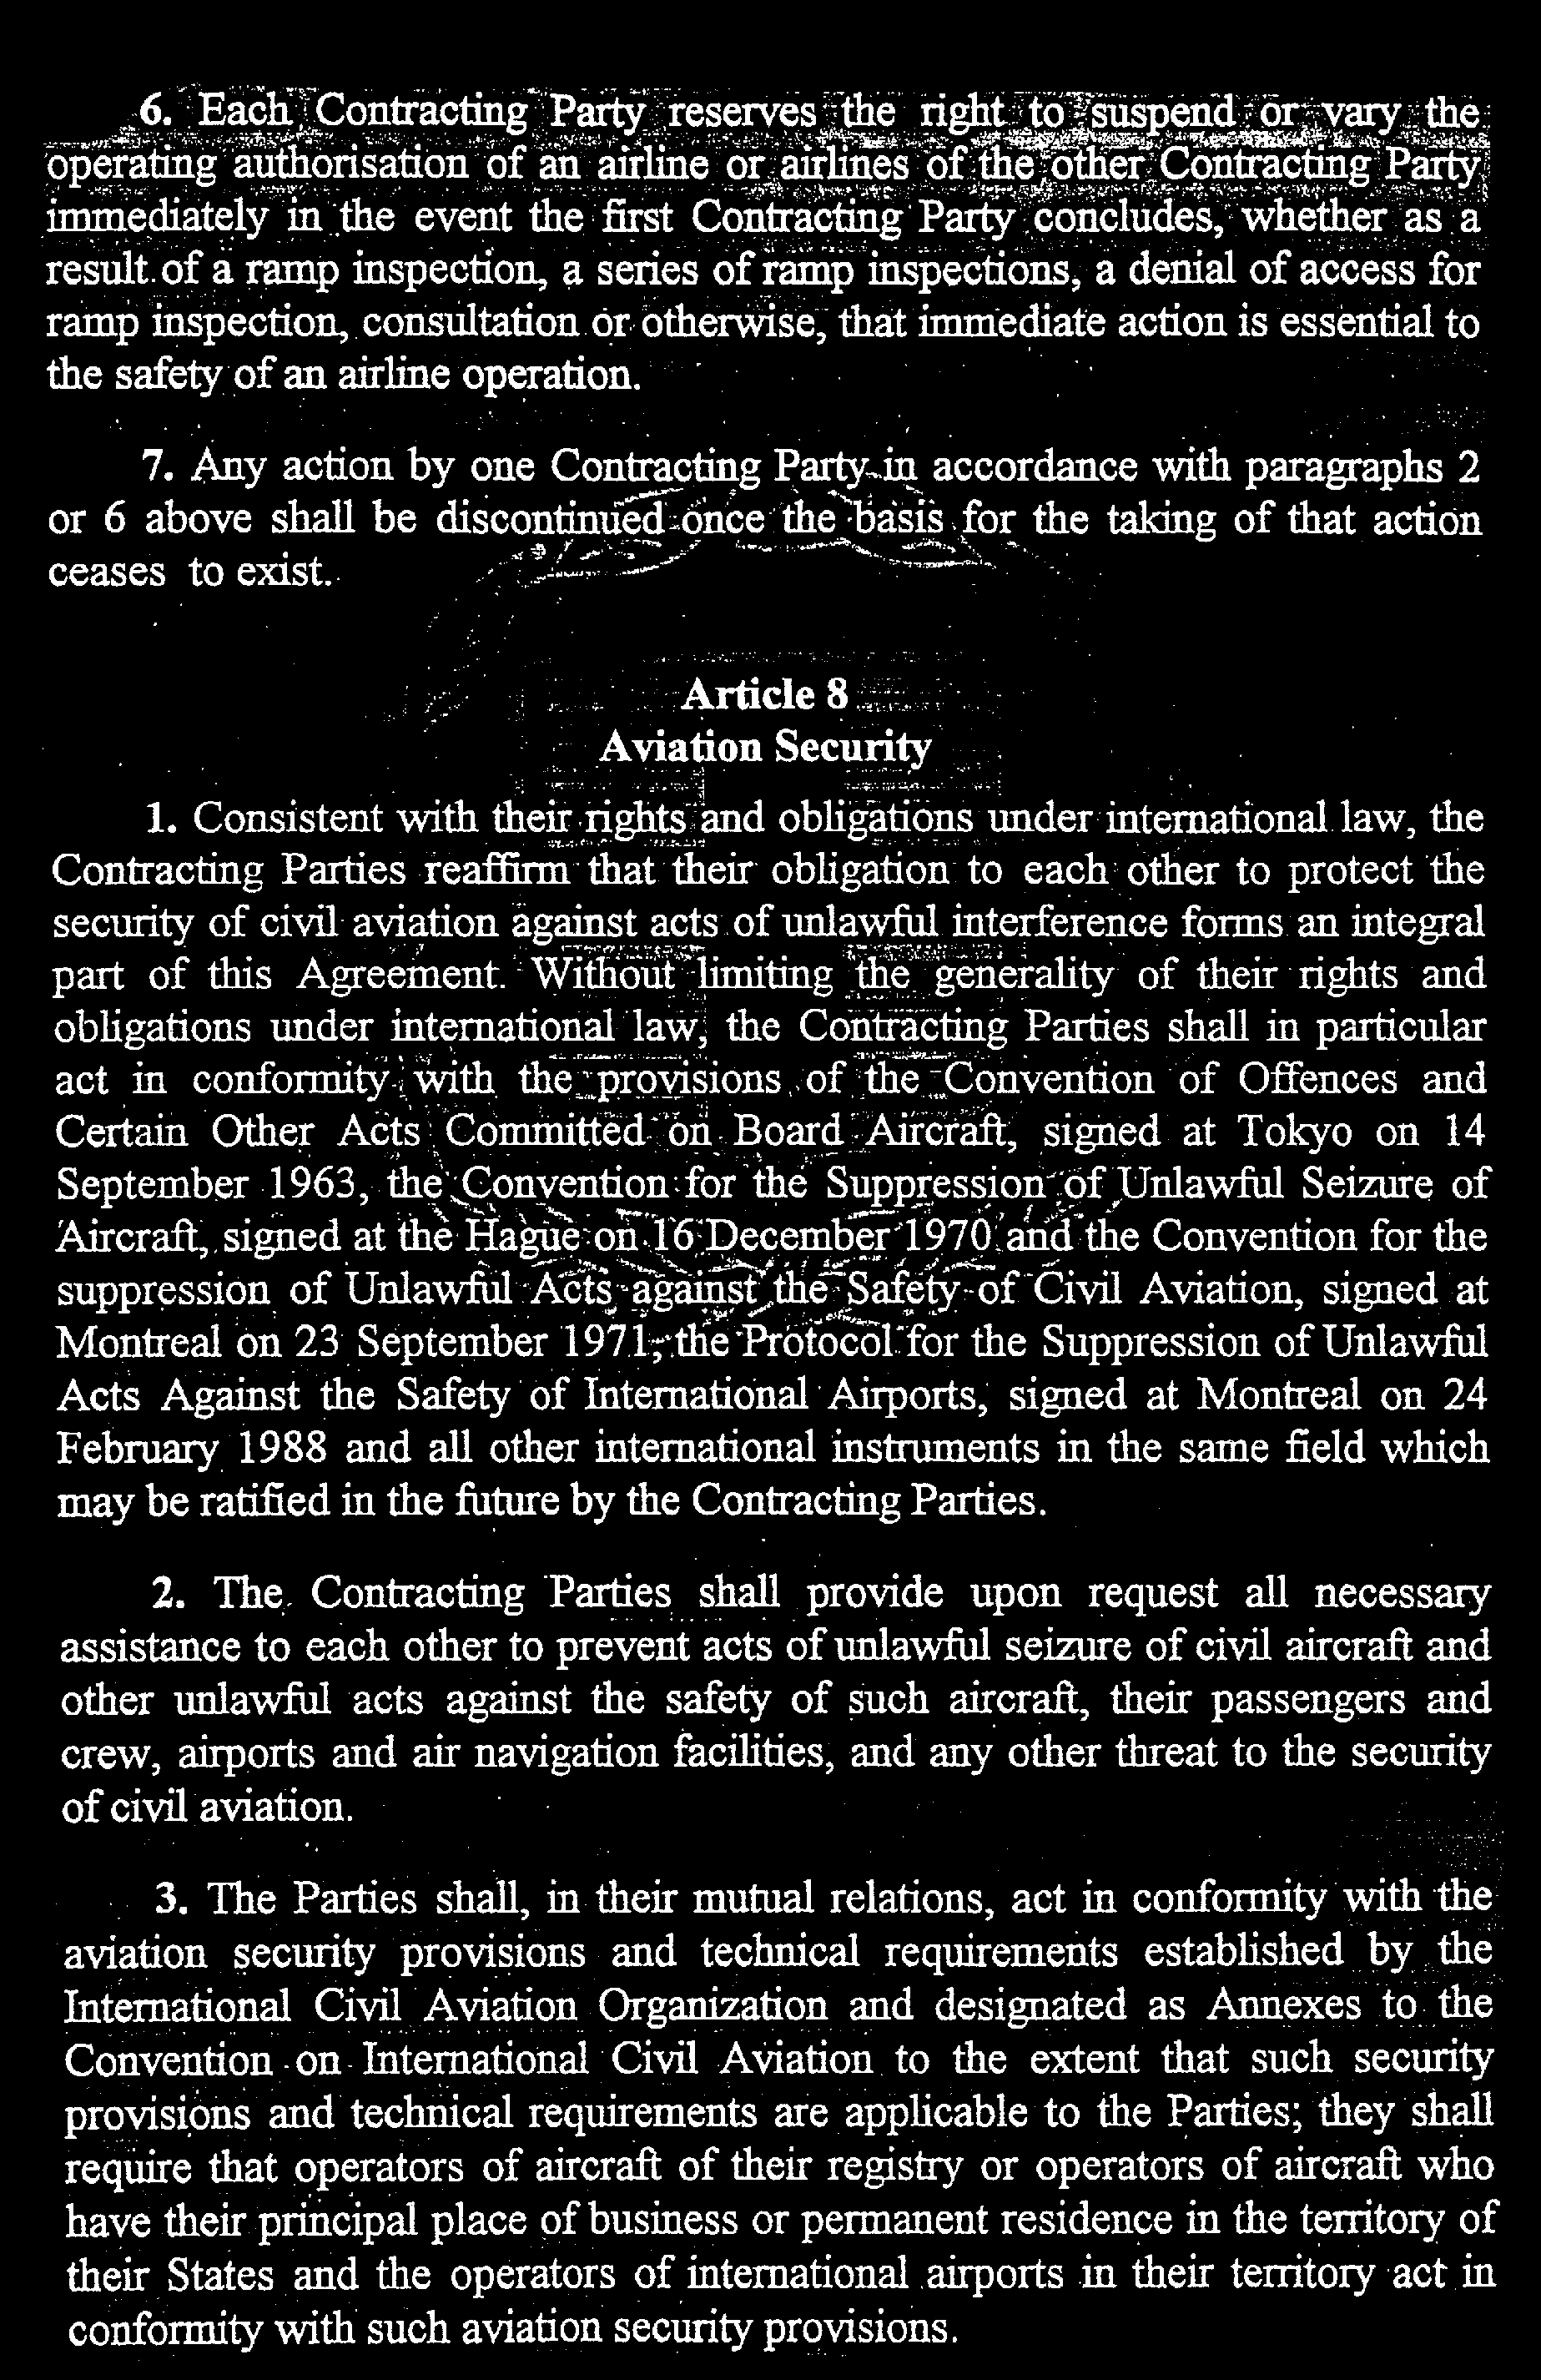 6. Each Contracting Party reserves the right to suspend or vary the
operating authorisation of an airline or airlines of the other Contracting Party
immediately in the event the first Contracting Party concludes, whether as a
result of a ramp inspection, a series of ramp inspections, a denial of access for
ramp inspection, consultation or otherwise, that immediate action is essential to
the safety of an airline operation.
7. Any action by one Contracting Party in accordance with paragraphs 2
or 6 above shall be discontinued once the basis for the taking of that action
ceases to exist.
Article 8
Aviation Security
1. Consistent with their rights and obligations under international law, the
Contracting Parties reaffirm that their obligation to each other to protect the
security of civil aviation against acts of unlawful interference forms an integral
part of this Agreement. Without limiting the generality of their rights and
obligations under international law, the Contracting Parties shall in particular
act in conformity with the provisions of the Convention of Offences and
Certain Other Acts Committed on Board Aircraft, signed at Tokyo on 14
September 1963, the Convention for the Suppression of Unlawful Seizure of
Aircraft, signed at the Hague on 16 December 1970 and the Convention for the
suppression of Unlawful Acts against the Safety of Civil Aviation, signed at
Montreal on 23 September 1971, the Protocol for the Suppression of Unlawful
Acts Against the Safety of International Airports, signed at Montreal on 24
February 1988 and all other international instruments in the same field which
may be ratified in the future by the Contracting Parties.
2. The Contracting Parties shall provide upon request all necessary
assistance to each other to prevent acts of unlawful seizure of civil aircraft and
other unlawful acts against the safety of such aircraft, their passengers and
crew, airports and air navigation facilities, and any other threat to the security
of civil aviation.
3. The Parties shall, in their mutual relations, act in conformity with the
aviation security provisions and technical requirements established by the
International Civil Aviation Organization and designated as Annexes to the
Convention on International Civil Aviation to the extent that such security
provisions and technical requirements are applicable to the Parties; they shall
require that operators of aircraft of their registry or operators of aircraft who
have their principal place of business or permanent residence in the territory of
their States and the operators of international airports in their territory act in
conformity with such aviation security provisions.